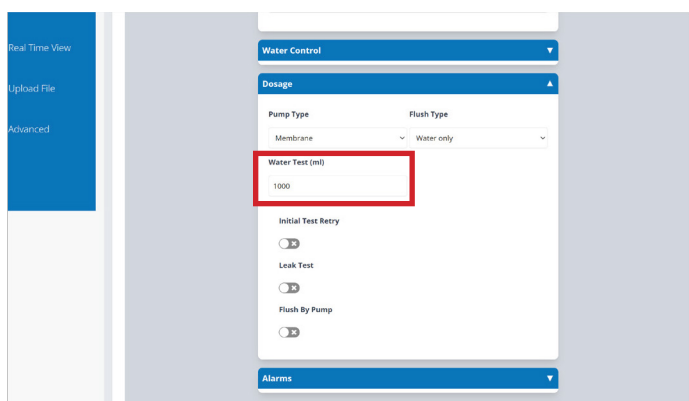 Real Time View
Upload File
Advanced
Water Control
Dosage
Pump Type Flush Type
Membrane Water only
Water Test (ml)
1000
Initial Test Retry
Leak Test
Flush By Pump
Alarms